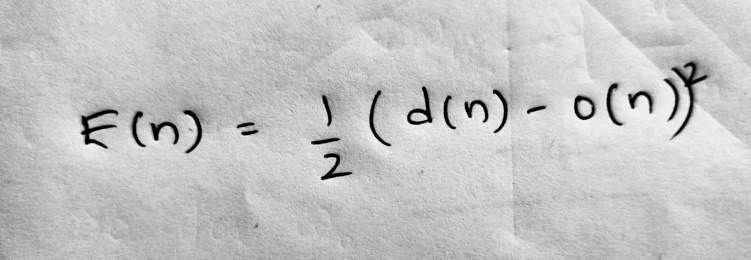 E(n) = 1/2 (d(n) - o(n))²